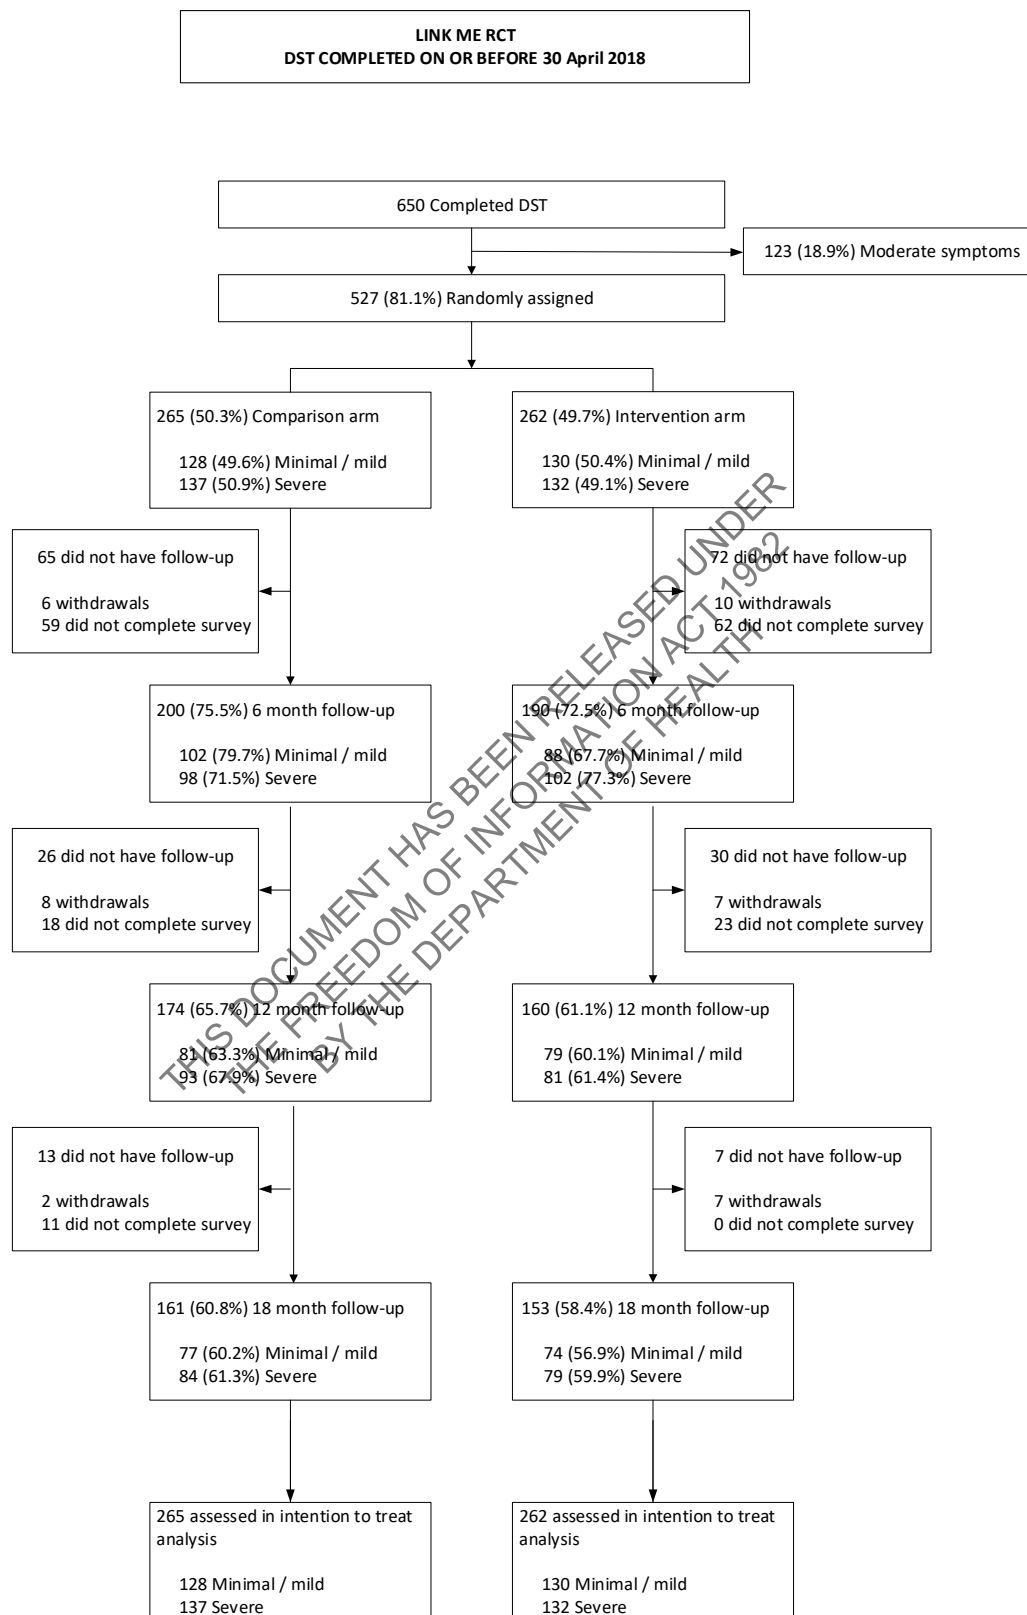 LINK ME RCT
DST COMPLETED ON OR BEFORE 30 April 2018
650 Completed DST
123 (18.9%) Moderate symptoms
527 (81.1%) Randomly assigned
265 (50.3%) Comparison arm
128 (49.6%) Minimal / mild
137 (50.9%) Severe
262 (49.7%) Intervention arm
130 (50.4%) Minimal / mild
132 (49.1%) Severe
65 did not have follow-up
6 withdrawals
59 did not complete survey
72 did not have follow-up
10 withdrawals
62 did not complete survey
200 (75.5%) 6 month follow-up
102 (79.7%) Minimal / mild
98 (71.5%) Severe
190 (72.5%) 6 month follow-up
88 (67.7%) Minimal / mild
102 (77.3%) Severe
26 did not have follow-up
8 withdrawals
18 did not complete survey
30 did not have follow-up
7 withdrawals
23 did not complete survey
174 (65.7%) 12 month follow-up
81 (63.3%) Minimal / mild
93 (67.9%) Severe
160 (61.1%) 12 month follow-up
79 (60.1%) Minimal / mild
81 (61.4%) Severe
13 did not have follow-up
2 withdrawals
11 did not complete survey
7 did not have follow-up
7 withdrawals
0 did not complete survey
161 (60.8%) 18 month follow-up
77 (60.2%) Minimal / mild
84 (61.3%) Severe
153 (58.4%) 18 month follow-up
74 (56.9%) Minimal / mild
79 (59.9%) Severe
265 assessed in intention to treat
analysis
128 Minimal / mild
137 Severe
262 assessed in intention to treat
analysis
130 Minimal / mild
132 Severe
THIS DOCUMENT HAS BEEN RELEASED UNDER
THE FREEDOM OF INFORMATION ACT 1982
BY THE DEPARTMENT OF HEALTH